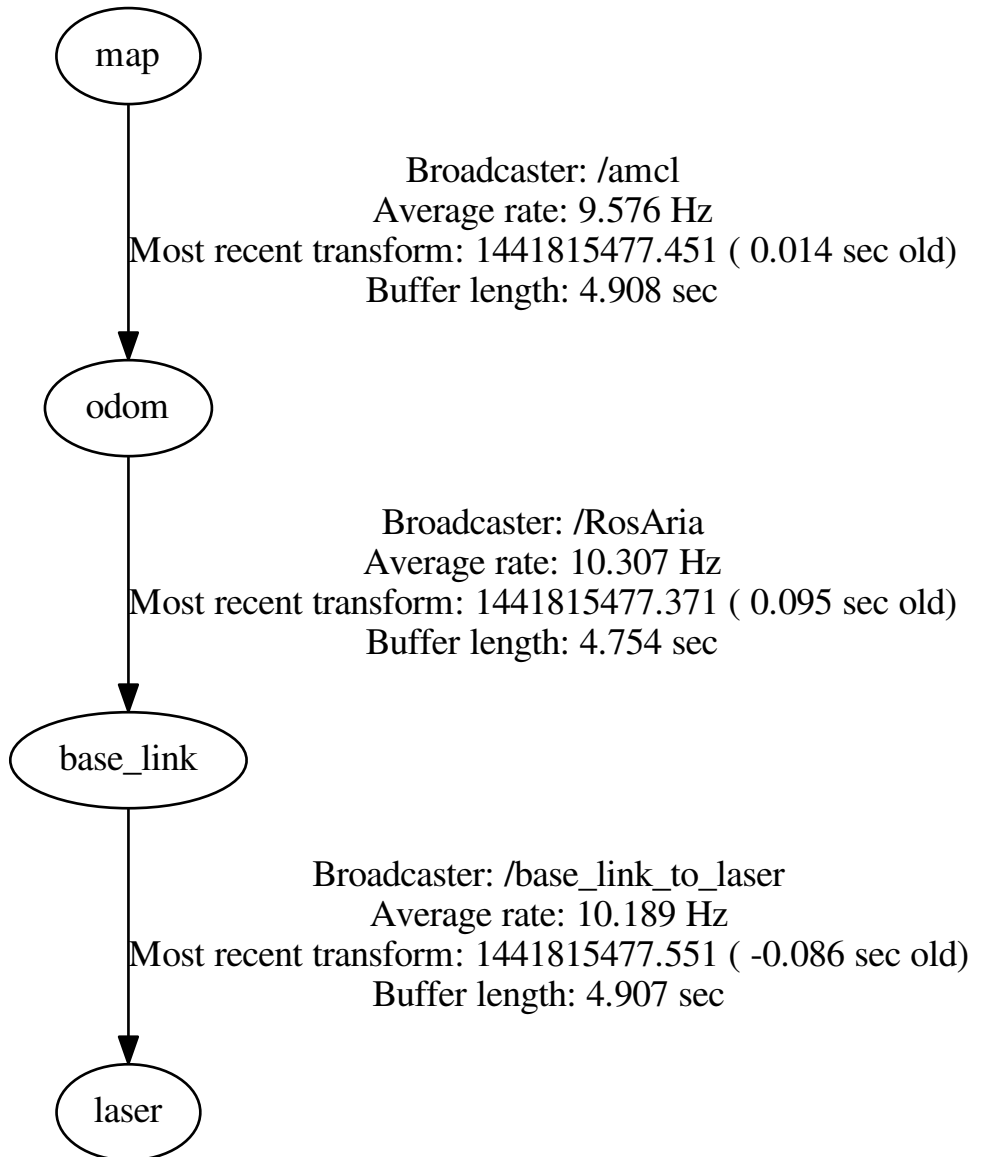 map
Broadcaster: /amcl
Average rate: 9.576 Hz
Most recent transform: 1441815477.451 ( 0.014 sec old)
Buffer length: 4.908 sec
odom
Broadcaster: /RosAria
Average rate: 10.307 Hz
Most recent transform: 1441815477.371 ( 0.095 sec old)
Buffer length: 4.754 sec
base_link
Broadcaster: /base_link_to_laser
Average rate: 10.189 Hz
Most recent transform: 1441815477.551 ( -0.086 sec old)
Buffer length: 4.907 sec
laser